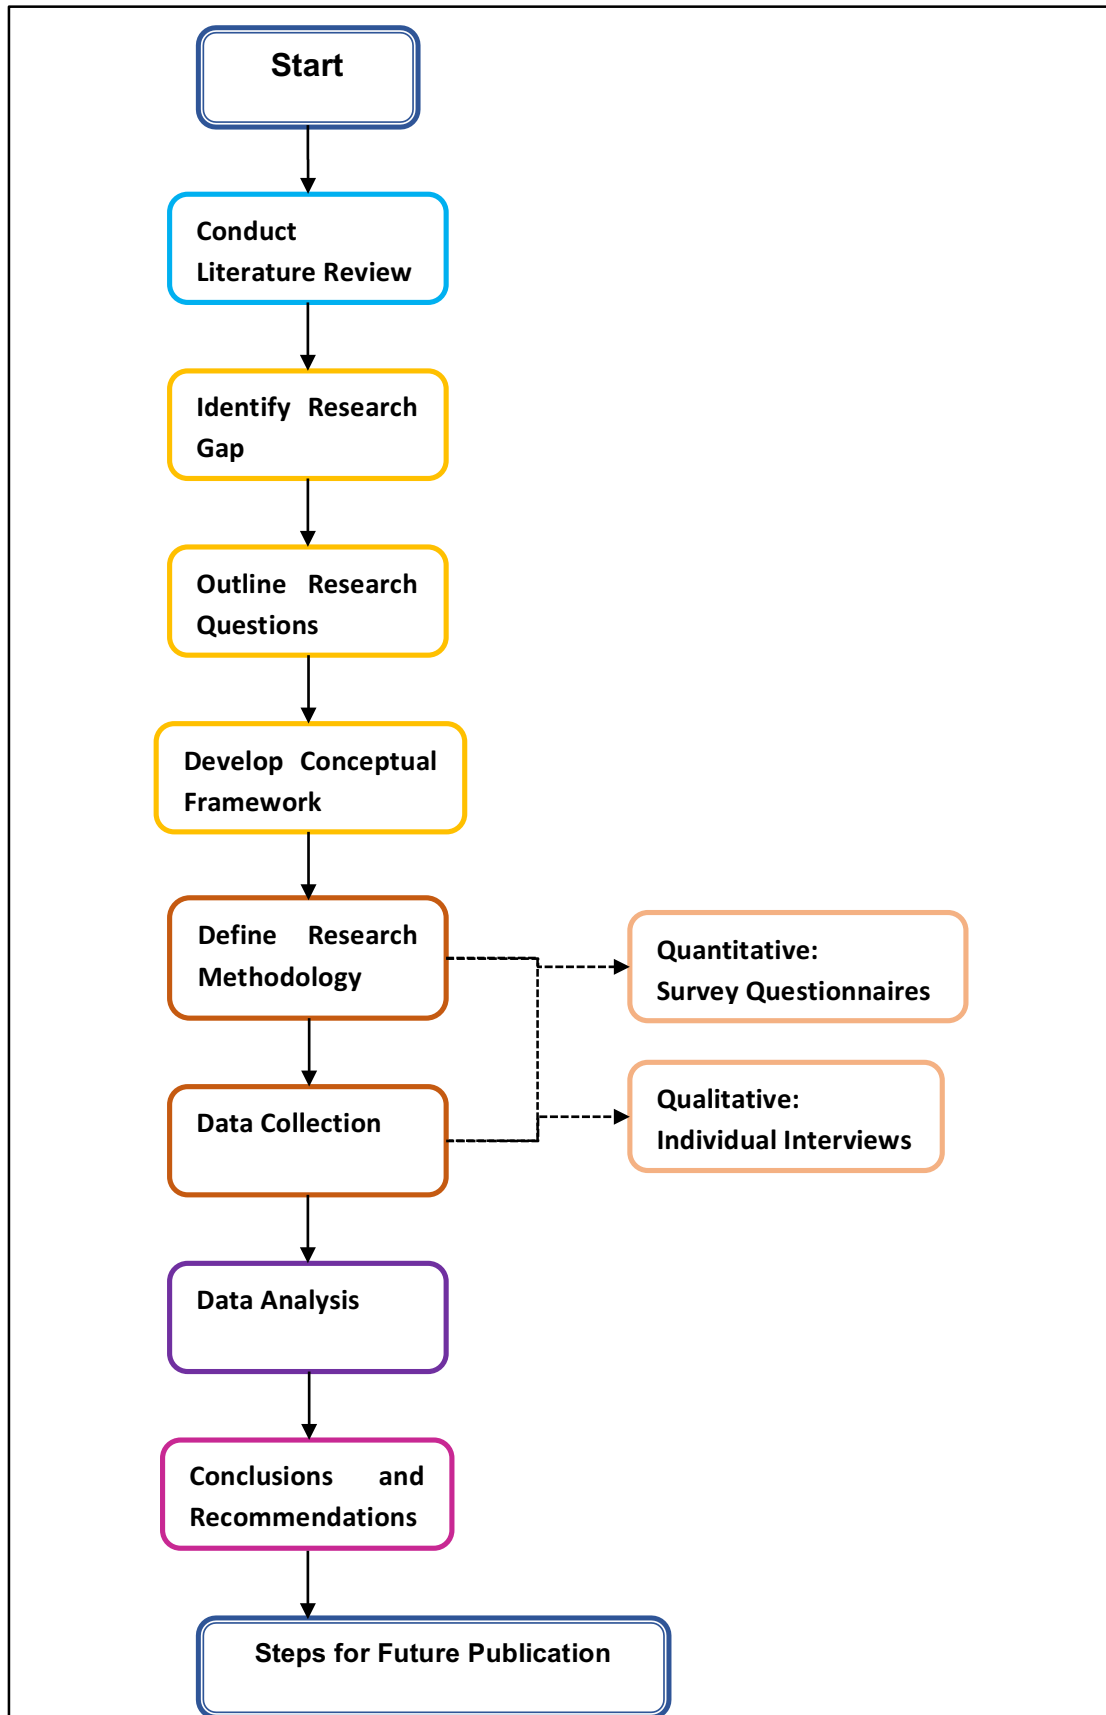 Start
Conduct
Literature Review
Identify Research
Gap
Outline Research
Questions
Develop Conceptual
Framework
Define Research
Methodology
Quantitative:
Survey Questionnaires
Data Collection
Qualitative:
Individual Interviews
Data Analysis
Conclusions and
Recommendations
Steps for Future Publication